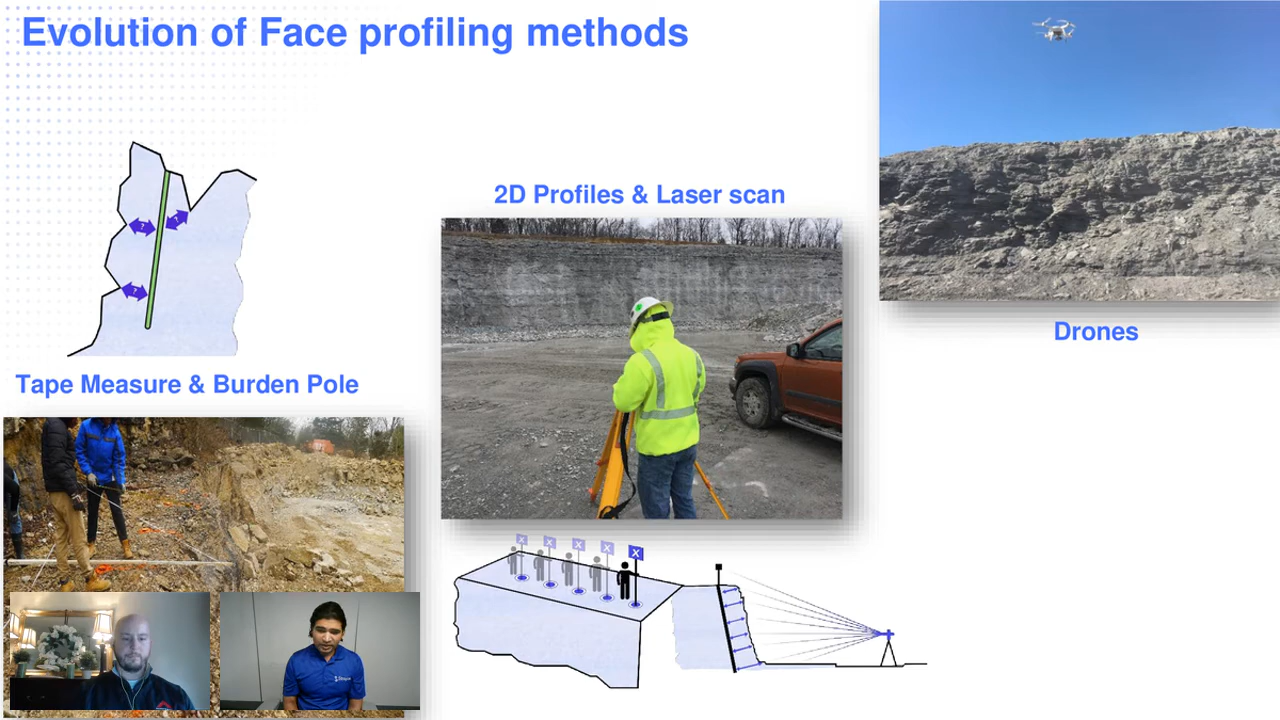 Evolution of Face profiling methods
2D Profiles & Laser scan
Drones
Tape Measure & Burden Pole
? ?
?
X X X X X